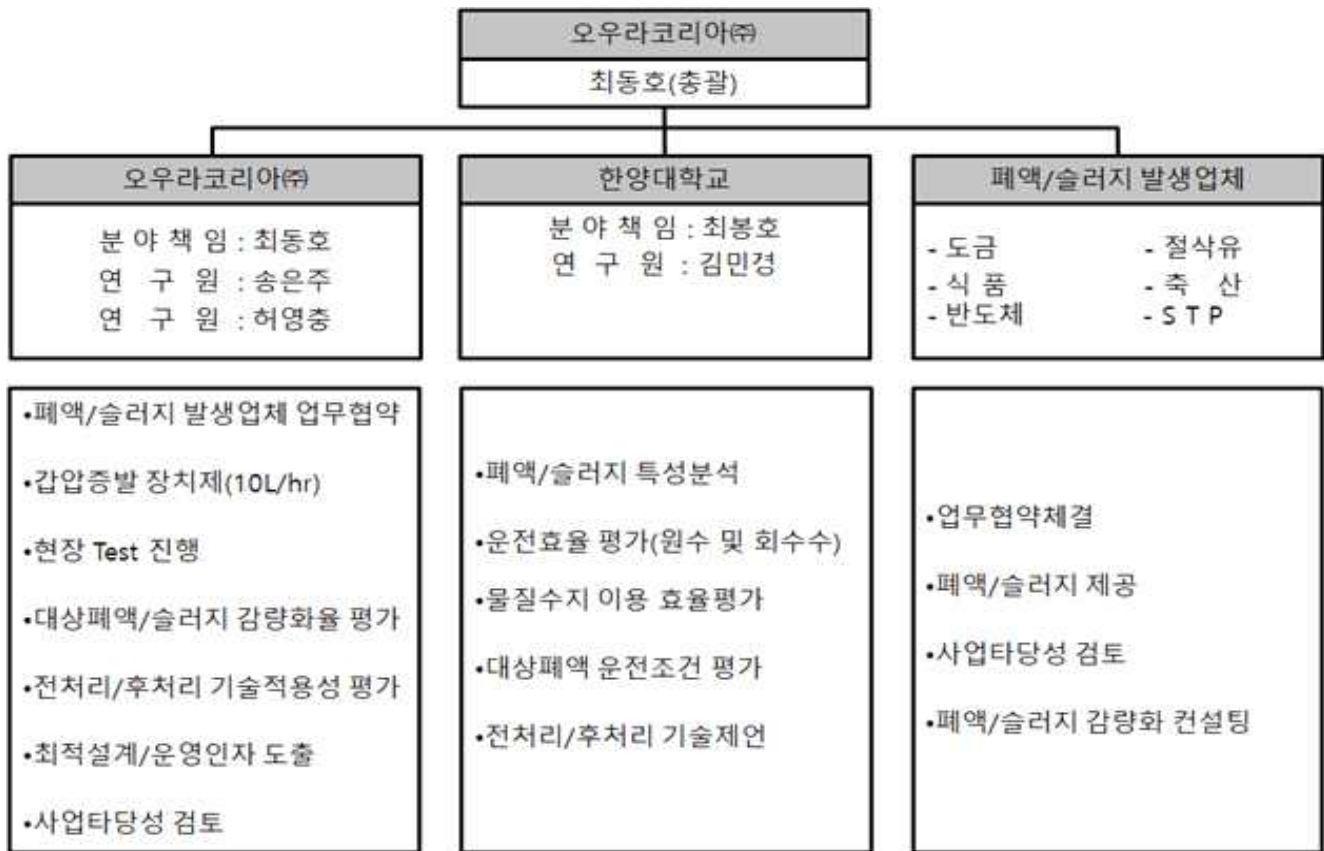 오우라코리아㈜
최동호(총괄)
오우라코리아㈜
분 야 책 임 : 최동호
연 구 원 : 송은주
연 구 원 : 허영충
한양대학교
분 야 책 임 : 최봉호
연 구 원 : 김민경
폐액/슬러지 발생업체
- 도금 - 절삭유
- 식 품 - 축 산
- 반도체 - S T P
•폐액/슬러지 발생업체 업무협약
•갑압증발 장치제(10L/hr)
•현장 Test 진행
•대상폐액/슬러지 감량화율 평가
•전처리/후처리 기술적용성 평가
•최적설계/운영인자 도출
•사업타당성 검토
•폐액/슬러지 특성분석
•운전효율 평가(원수 및 회수수)
•물질수지 이용 효율평가
•대상폐액 운전조건 평가
•전처리/후처리 기술제언
•업무협약체결
•폐액/슬러지 제공
•사업타당성 검토
•폐액/슬러지 감량화 컨설팅